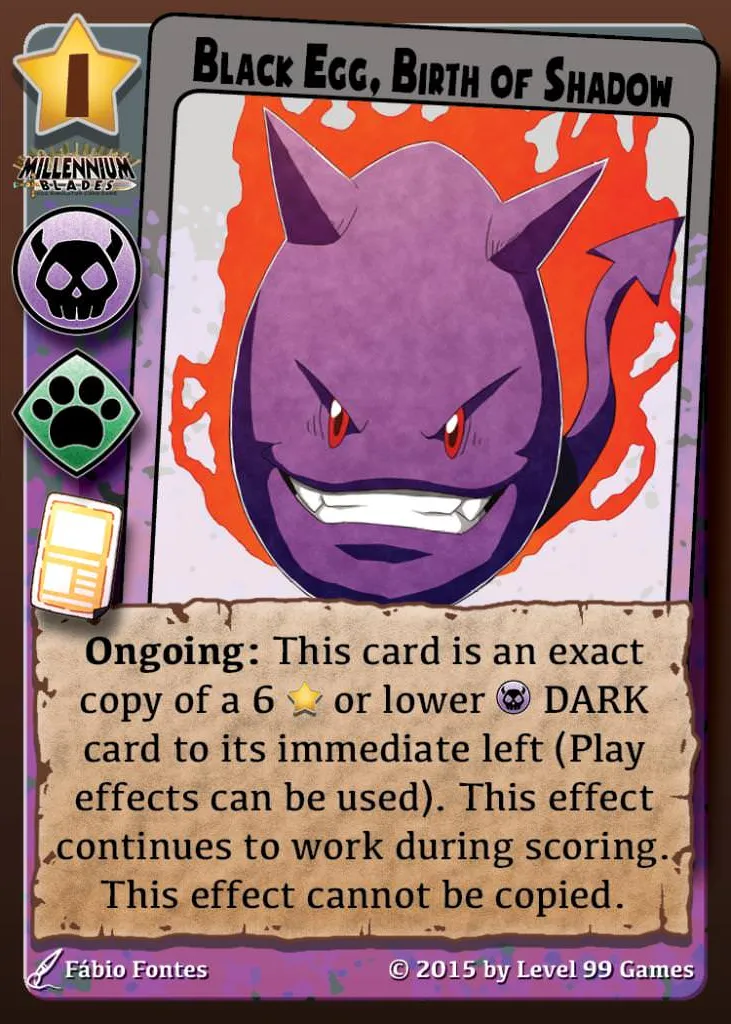 1
BLACK EGG, BIRTH OF SHADOW
MILLENNIUM
BLADES
Ongoing: This card is an exact
copy of a 6 or lower DARK
card to its immediate left (Play
effects can be used). This effect
continues to work during scoring.
This effect cannot be copied.
Fábio Fontes
© 2015 by Level 99 Games